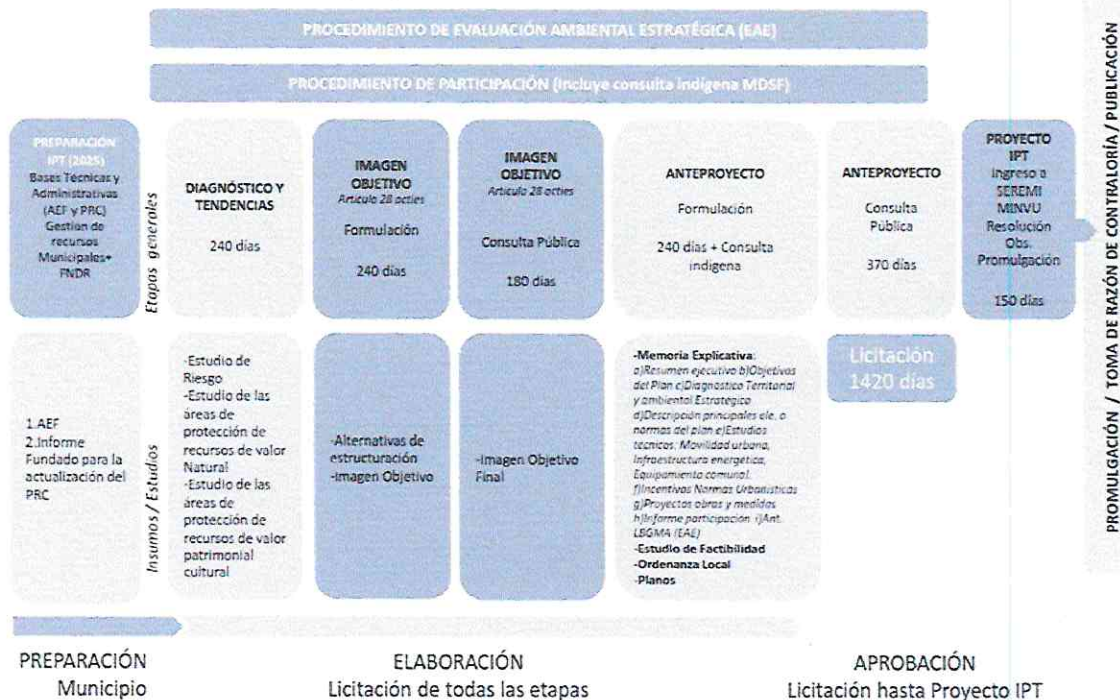 PROCEDIMIENTO DE EVALUACIÓN AMBIENTAL ESTRATÉGICA (EAE)
PROCEDIMIENTO DE PARTICIPACIÓN (Incluye consulta indígena MDSF)
Etapas generales
PREPARACIÓN
IPT (2025)
Bases Técnicas y
Administrativas
(AEF y PRC)
Gestión de
recursos
Municipales+
FNDR
DIAGNÓSTICO Y
TENDENCIAS
240 días
IMAGEN
OBJETIVO
Artículo 28 octies
Formulación
240 días
IMAGEN
OBJETIVO
Artículo 28 octies
Consulta Pública
180 días
ANTEPROYECTO
Formulación
240 días + Consulta
indígena
ANTEPROYECTO
Consulta
Pública
370 días
PROYECTO
IPT
Ingreso a
SEREMI
MINVU
Resolución
Obs.
Promulgación
150 días
PROMULGACIÓN / TOMA DE RAZÓN DE CONTRALORÍA / PUBLICACIÓN
Insumos / Estudios
1.AEF
2.Informe
Fundado para la
actualización del
PRC
-Estudio de
Riesgo
-Estudio de las
áreas de
protección de
recursos de valor
Natural
-Estudio de las
áreas de
protección de
recursos de valor
patrimonial
cultural
-Alternativas de
estructuración
-Imagen Objetivo
-Imagen Objetivo
Final
-Memoria Explicativa:
a)Resumen ejecutivo b)Objetivos
del Plan c)Diagnóstico Territorial
y ambiental Estratégico
d)Descripción principales ele. o
normas del plan e)Estudios
técnicos: Movilidad urbana,
Infraestructura energética,
Equipamiento comunal.
f)Incentivos Normas Urbanísticas
g)Proyectos obras y medidas
h)Informe participación i)Ant.
LBGMA (EAE)
-Estudio de Factibilidad
-Ordenanza Local
-Planos
Licitación
1420 días
PREPARACIÓN
Municipio
ELABORACIÓN
Licitación de todas las etapas
APROBACIÓN
Licitación hasta Proyecto IPT